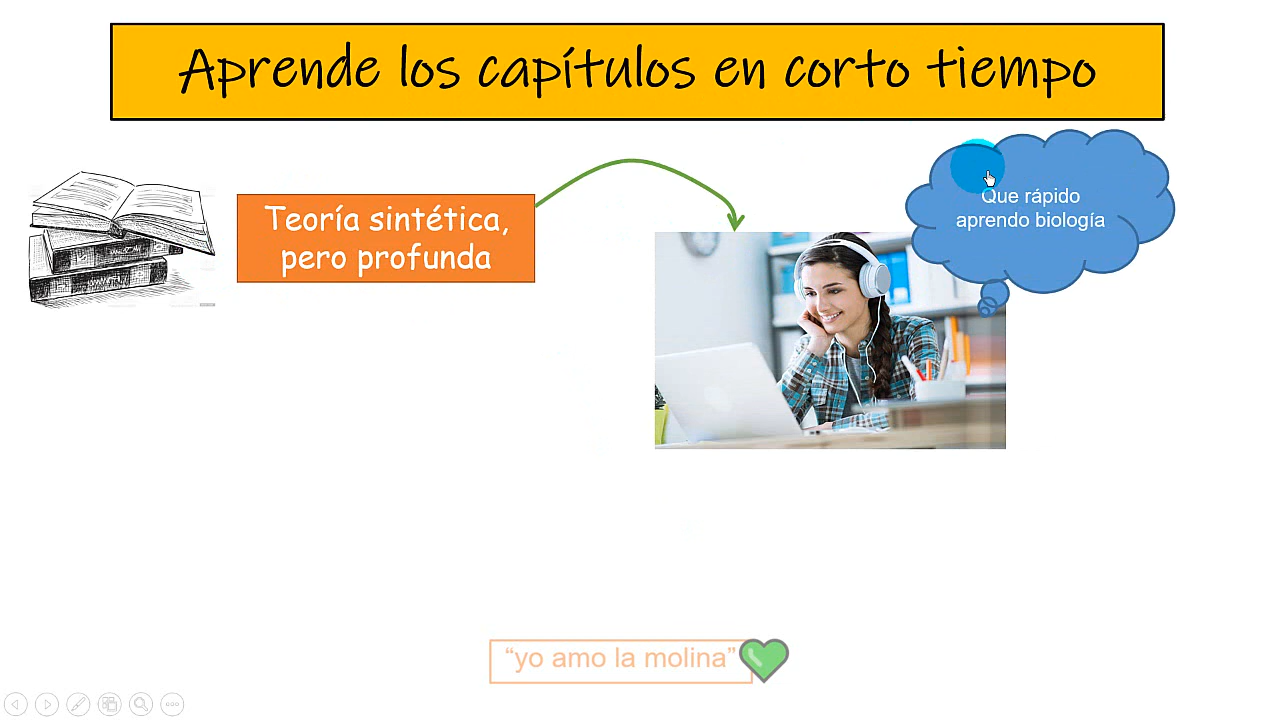 Aprende los capítulos en corto tiempo
Teoría sintética,
pero profunda
Que rápido
aprendo biología
“yo amo la molina”